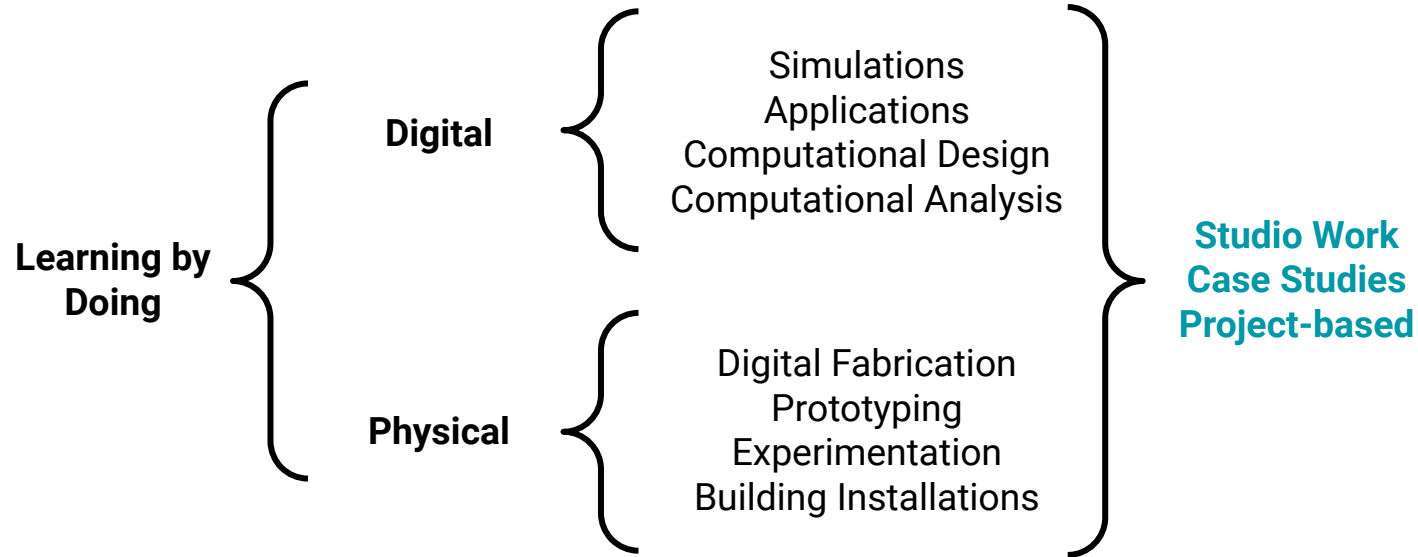 Learning by
Doing
Digital
Simulations
Applications
Computational Design
Computational Analysis
Physical
Digital Fabrication
Prototyping
Experimentation
Building Installations
Studio Work
Case Studies
Project-based